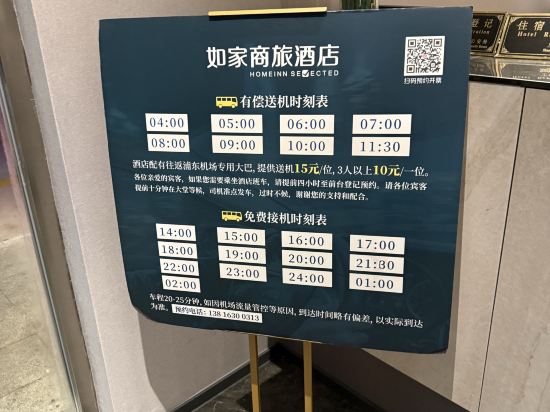 如家商旅酒店
HOMEINN SELECTED
扫码预约开票
有偿送机时刻表
04:00 05:00 06:00 07:00
08:00 09:00 10:00 11:30
酒店配有往返浦东机场专用大巴，提供送机15元/位，3人以上10元/一位。
各位亲爱的宾客，如果您需要乘坐酒店班车，请提前四小时至前台登记预约。请各位宾客
提前十分钟在大堂等候，司机准点发车，过时不候，谢谢您的支持和配合。
免费接机时刻表
14:00 15:00 16:00 17:00
18:00 19:00 20:00 21:30
22:00 23:00 24:00 01:00
02:00
车程20-25分钟，如因机场流量管控等原因，到达时间略有偏差，以实际到达
为准。预约电话：138 1630 0313
登记
住宿
Hotel